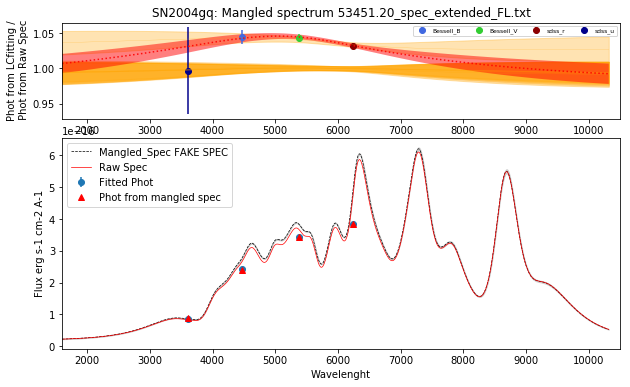 SN2004gq: Mangled spectrum 53451.20_spec_extended_FL.txt
Phot from LCfitting /
Phot from Raw Spec
1.05
1.00
0.95
Bessell_B
Bessell_V
sdss_r
sdss_u
2000 3000 4000 5000 6000 7000 8000 9000 10000
1e−16
Flux erg s-1 cm-2 A-1
6
5
4
3
2
1
0
Mangled_Spec FAKE SPEC
Raw Spec
Fitted Phot
Phot from mangled spec
2000 3000 4000 5000 6000 7000 8000 9000 10000
Wavelenght